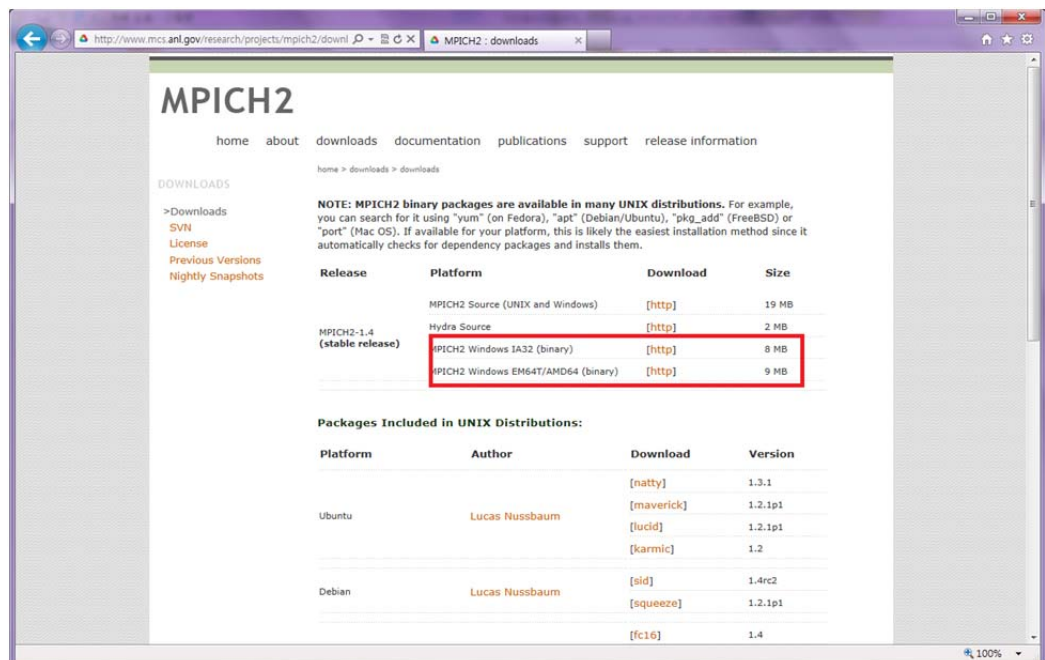 http://www.mcs.anl.gov/research/projects/mpich2/downl
MPICH2 : downloads
MPICH2
home about downloads documentation publications support release information
home > downloads > downloads
DOWNLOADS
>Downloads
SVN
License
Previous Versions
Nightly Snapshots
NOTE: MPICH2 binary packages are available in many UNIX distributions. For example,
you can search for it using "yum" (on Fedora), "apt" (Debian/Ubuntu), "pkg_add" (FreeBSD) or
"port" (Mac OS). If available for your platform, this is likely the easiest installation method since it
automatically checks for dependency packages and installs them.
Release Platform Download Size
MPICH2-1.4
(stable release)
MPICH2 Source (UNIX and Windows) [http] 19 MB
Hydra Source [http] 2 MB
MPICH2 Windows IA32 (binary) [http] 8 MB
MPICH2 Windows EM64T/AMD64 (binary) [http] 9 MB
Packages Included in UNIX Distributions:
Platform Author Download Version
Ubuntu Lucas Nussbaum
[natty] 1.3.1
[maverick] 1.2.1p1
[lucid] 1.2.1p1
[karmic] 1.2
Debian Lucas Nussbaum
[sid] 1.4rc2
[squeeze] 1.2.1p1
[fc16] 1.4
100%